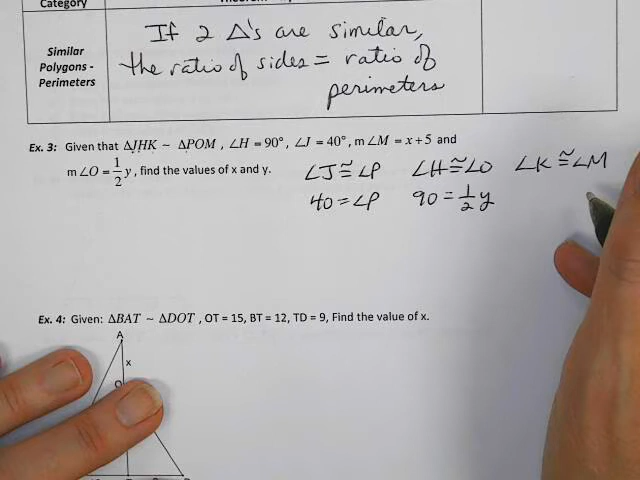 Category
Similar
Polygons -
Perimeters
If 2 Δ's are similar,
the ratio of sides = ratio of
perimeters
Ex. 3: Given that ΔJHK ~ ΔPOM , ∠H = 90°, ∠J = 40°, m∠M = x + 5 and
m∠O = 1/2 y , find the values of x and y.
∠J ≅ ∠P ∠H ≅ ∠O ∠K ≅ ∠M
40 = ∠P 90 = 1/2 y
Ex. 4: Given: ΔBAT ~ ΔDOT , OT = 15, BT = 12, TD = 9, Find the value of x.
A
x